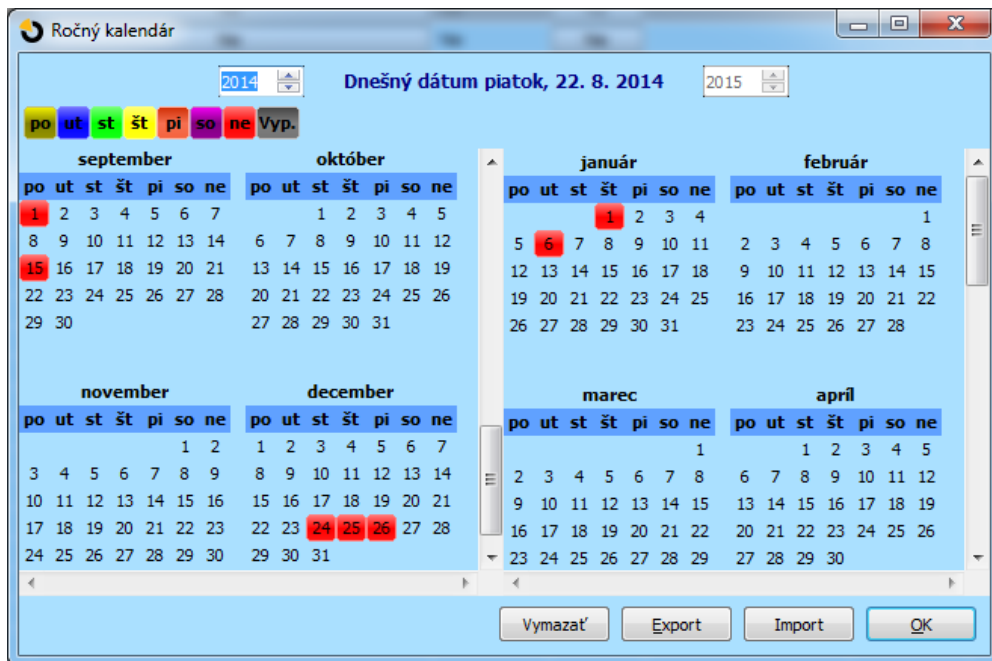 Ročný kalendár
2014 Dnešný dátum piatok, 22. 8. 2014 2015
po ut st št pi so ne Vyp.
september október
po ut st št pi so ne po ut st št pi so ne
1 2 3 4 5 6 7 1 2 3 4 5
8 9 10 11 12 13 14 6 7 8 9 10 11 12
15 16 17 18 19 20 21 13 14 15 16 17 18 19
22 23 24 25 26 27 28 20 21 22 23 24 25 26
29 30 27 28 29 30 31
november december
po ut st št pi so ne po ut st št pi so ne
1 2 1 2 3 4 5 6 7
3 4 5 6 7 8 9 8 9 10 11 12 13 14
10 11 12 13 14 15 16 15 16 17 18 19 20 21
17 18 19 20 21 22 23 22 23 24 25 26 27 28
24 25 26 27 28 29 30 29 30 31
január február
po ut st št pi so ne po ut st št pi so ne
1 2 3 4 1
5 6 7 8 9 10 11 2 3 4 5 6 7 8
12 13 14 15 16 17 18 9 10 11 12 13 14 15
19 20 21 22 23 24 25 16 17 18 19 20 21 22
26 27 28 29 30 31 23 24 25 26 27 28
marec apríl
po ut st št pi so ne po ut st št pi so ne
1 1 2 3 4 5
2 3 4 5 6 7 8 6 7 8 9 10 11 12
9 10 11 12 13 14 15 13 14 15 16 17 18 19
16 17 18 19 20 21 22 20 21 22 23 24 25 26
23 24 25 26 27 28 29 27 28 29 30
Vymazať Export Import OK